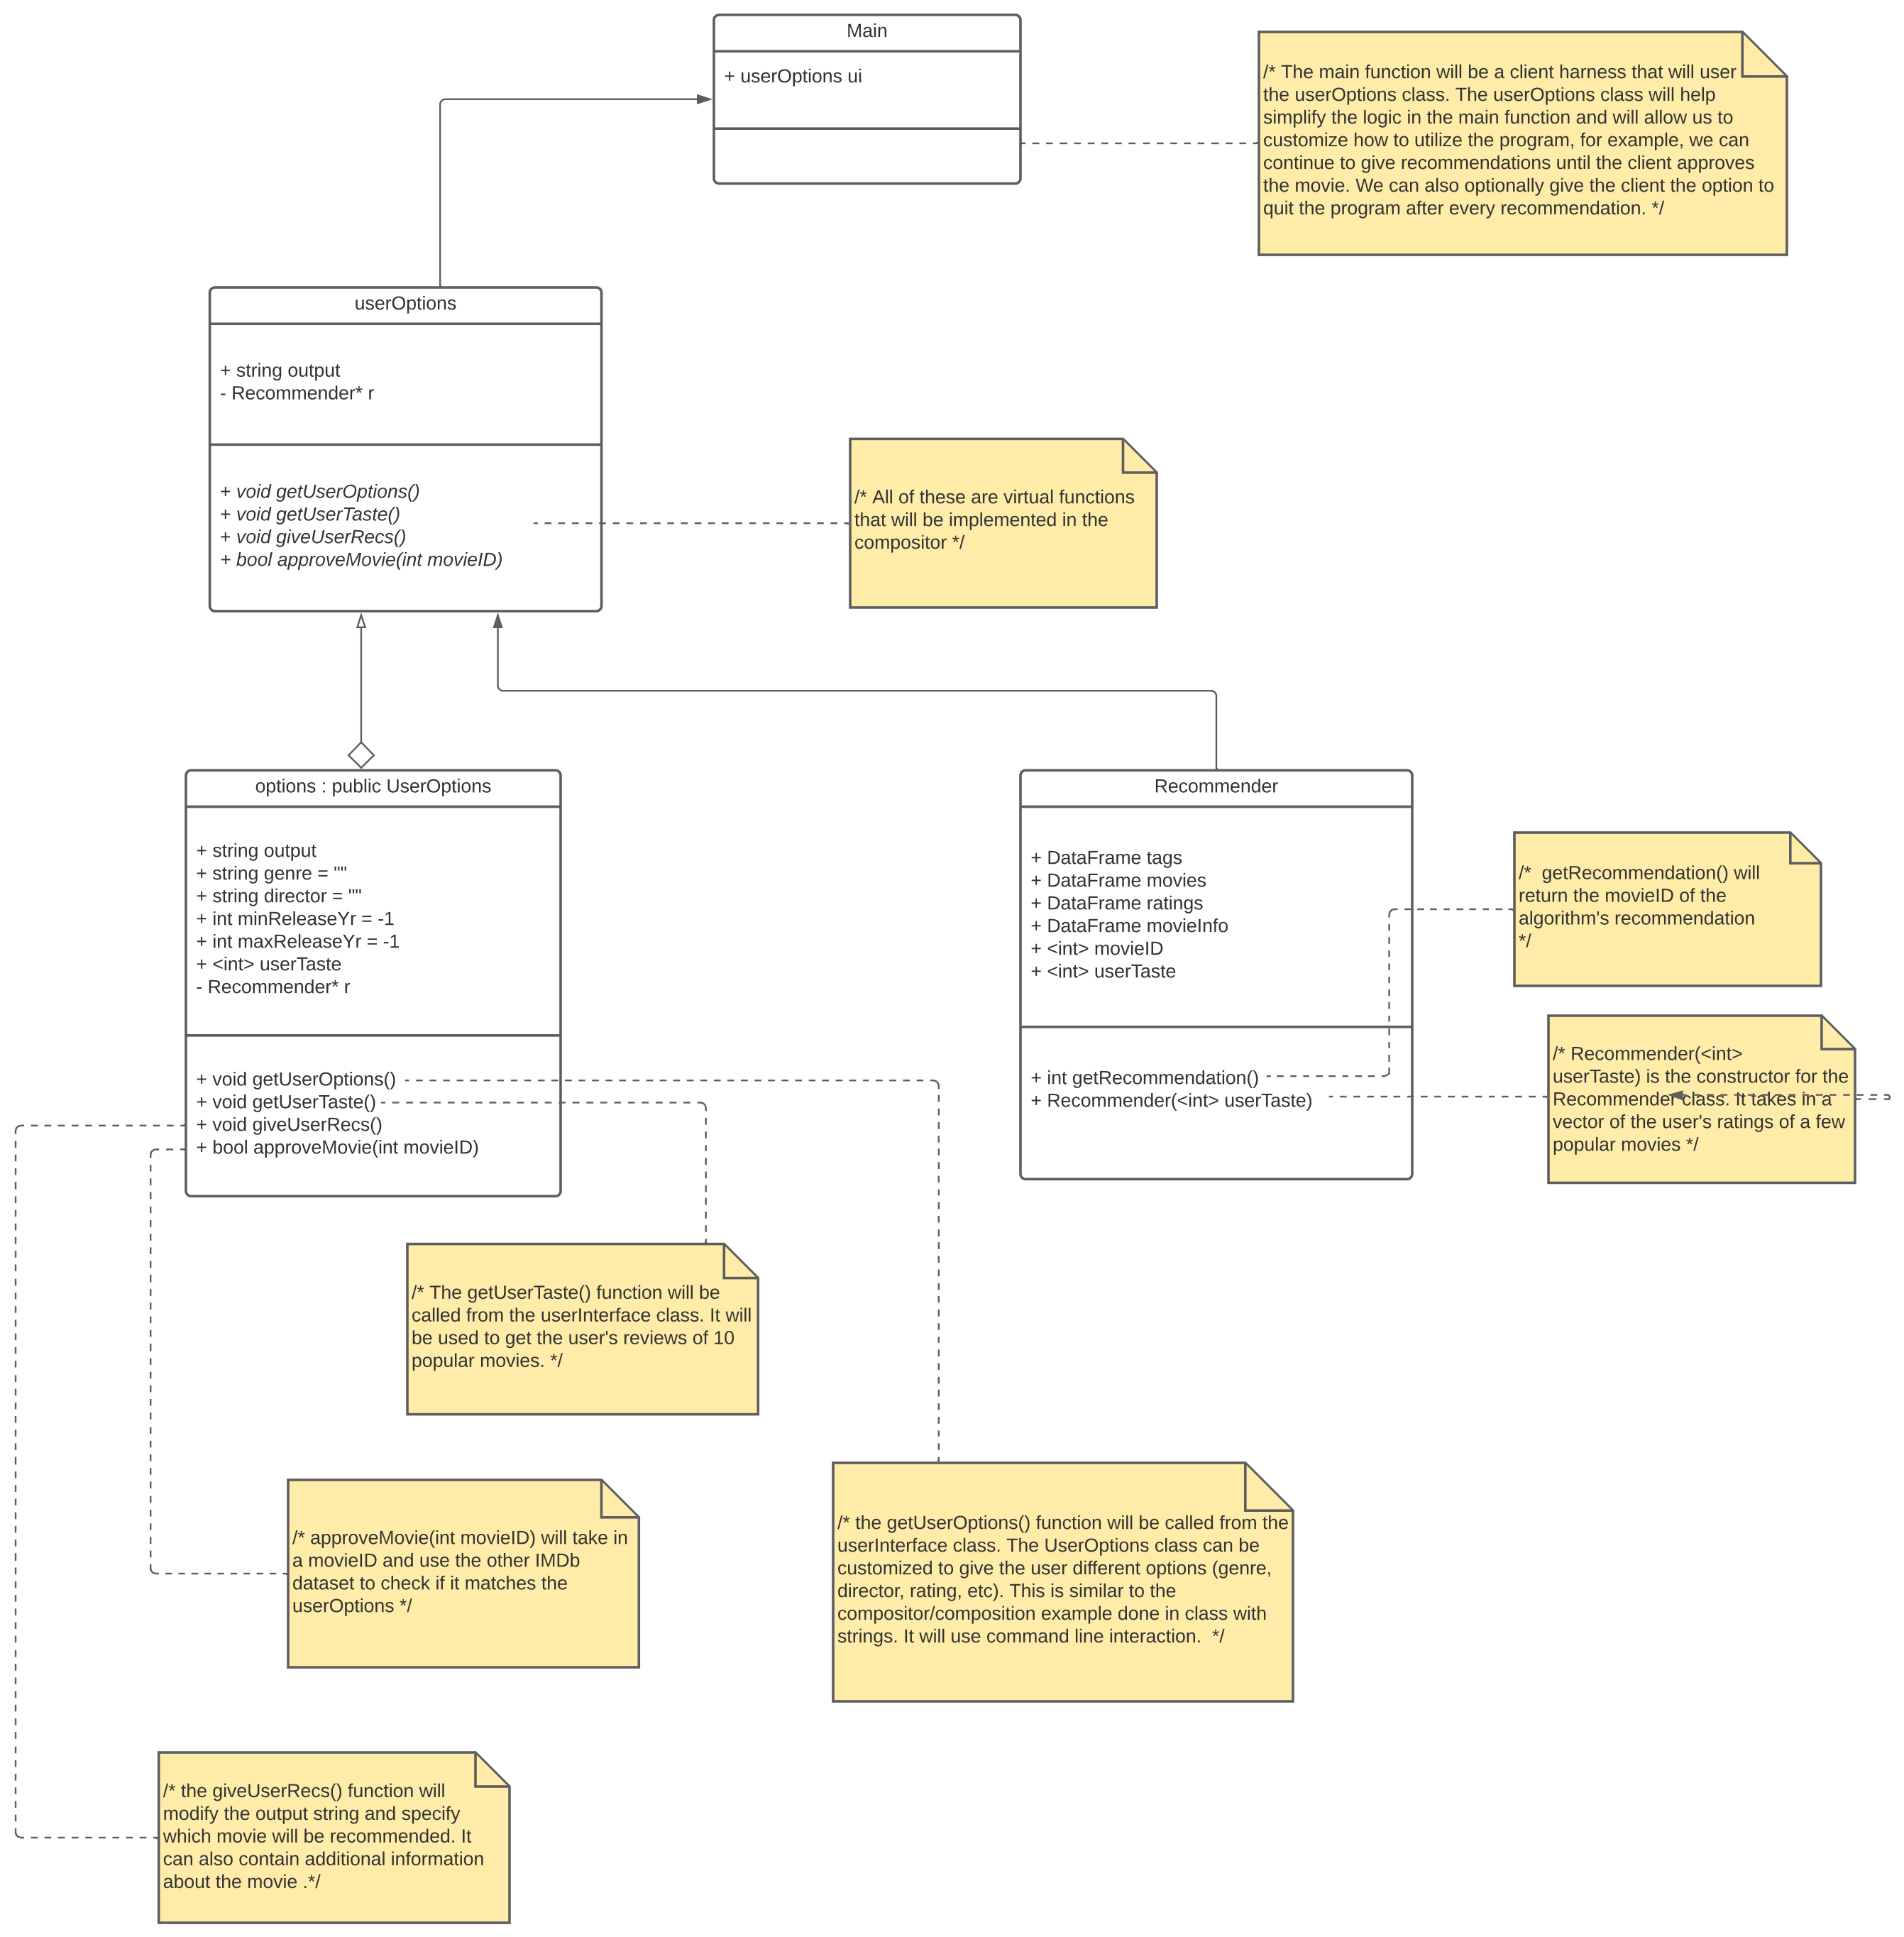 Main
+ userOptions ui
/* The main function will be a client harness that will user
the userOptions class. The userOptions class will help
simplify the logic in the main function and will allow us to
customize how to utilize the program, for example, we can
continue to give recommendations until the client approves
the movie. We can also optionally give the client the option to
quit the program after every recommendation. */
userOptions
+ string output
- Recommender* r
+ void getUserOptions()
+ void getUserTaste()
+ void giveUserRecs()
+ bool approveMovie(int movieID)
/* All of these are virtual functions
that will be implemented in the
compositor */
options : public UserOptions
+ string output
+ string genre = ""
+ string director = ""
+ int minReleaseYr = -1
+ int maxReleaseYr = -1
+ <int> userTaste
- Recommender* r
+ void getUserOptions()
+ void getUserTaste()
+ void giveUserRecs()
+ bool approveMovie(int movieID)
Recommender
+ DataFrame tags
+ DataFrame movies
+ DataFrame ratings
+ DataFrame movieInfo
+ <int> movieID
+ <int> userTaste
+ int getRecommendation()
+ Recommender(<int> userTaste)
/*  getRecommendation() will
return the movieID of the
algorithm's recommendation
*/
/* Recommender(<int>
userTaste) is the constructor for the
Recommender class. It takes in a
vector of the user's ratings of a few
popular movies */
/* The getUserTaste() function will be
called from the userInterface class. It will
be used to get the user's reviews of 10
popular movies. */
/* approveMovie(int movieID) will take in
a movieID and use the other IMDb
dataset to check if it matches the
userOptions */
/* the getUserOptions() function will be called from the
userInterface class. The UserOptions class can be
customized to give the user different options (genre,
director, rating, etc). This is similar to the
compositor/composition example done in class with
strings. It will use command line interaction.  */
/* the giveUserRecs() function will
modify the output string and specify
which movie will be recommended. It
can also contain additional information
about the movie .*/